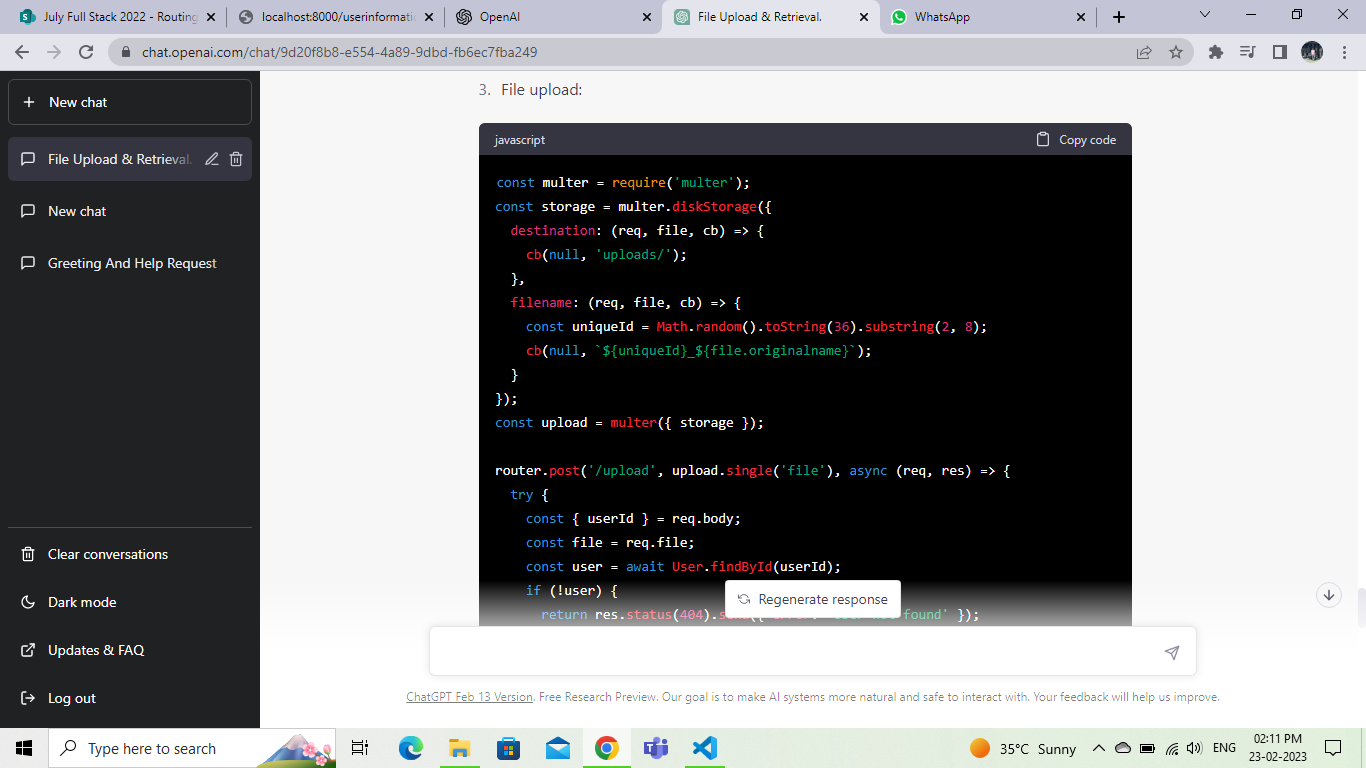 July Full Stack 2022 - Routing
localhost:8000/userinformatic
OpenAI
File Upload & Retrieval.
WhatsApp
chat.openai.com/chat/9d20f8b8-e554-4a89-9dbd-fb6ec7fba249
New chat
File Upload & Retrieval.
New chat
Greeting And Help Request
Clear conversations
Dark mode
Updates & FAQ
Log out
3. File upload:
javascript
Copy code
const multer = require('multer');
const storage = multer.diskStorage({
  destination: (req, file, cb) => {
    cb(null, 'uploads/');
  },
  filename: (req, file, cb) => {
    const uniqueId = Math.random().toString(36).substring(2, 8);
    cb(null, `${uniqueId}_${file.originalname}`);
  }
});
const upload = multer({ storage });
router.post('/upload', upload.single('file'), async (req, res) => {
  try {
    const { userId } = req.body;
    const file = req.file;
    const user = await User.findById(userId);
    if (!user) {
      return res.status(404). found' });
Regenerate response
ChatGPT Feb 13 Version. Free Research Preview. Our goal is to make AI systems more natural and safe to interact with. Your feedback will help us improve.
Type here to search
35°C Sunny
ENG
02:11 PM
23-02-2023